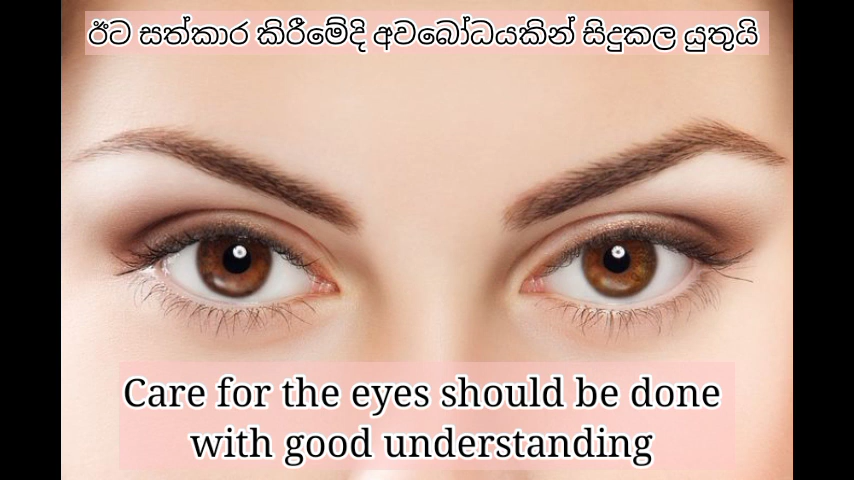 ඊට සත්කාර කිරීමේදි අවබෝධයකින් සිදුකල යුතුයි
Care for the eyes should be done
with good understanding